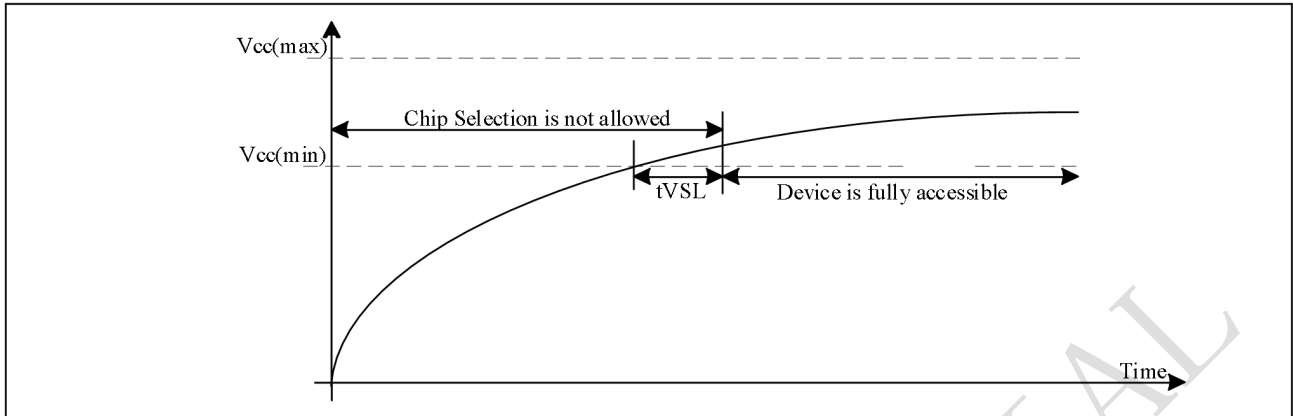 Vcc(max)
Chip Selection is not allowed
Vcc(min)
tVSL
Device is fully accessible
Time